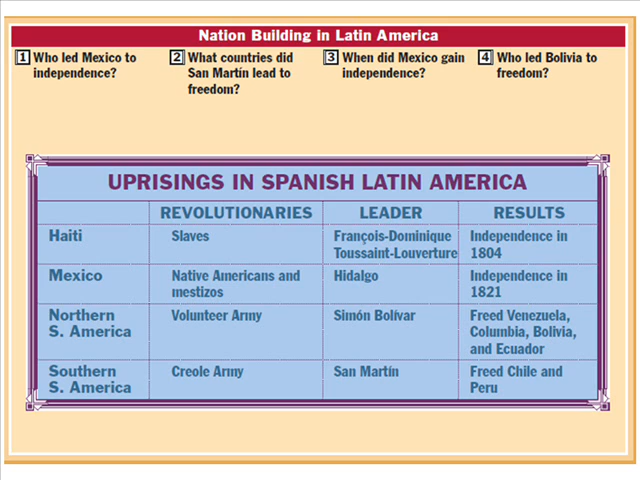 Nation Building in Latin America
1 Who led Mexico to independence?
2 What countries did San Martín lead to freedom?
3 When did Mexico gain independence?
4 Who led Bolivia to freedom?
UPRISINGS IN SPANISH LATIN AMERICA
REVOLUTIONARIES LEADER RESULTS
Haiti Slaves François-Dominique Toussaint-Louverture Independence in 1804
Mexico Native Americans and mestizos Hidalgo Independence in 1821
Northern S. America Volunteer Army Simón Bolívar Freed Venezuela, Columbia, Bolivia, and Ecuador
Southern S. America Creole Army San Martín Freed Chile and Peru